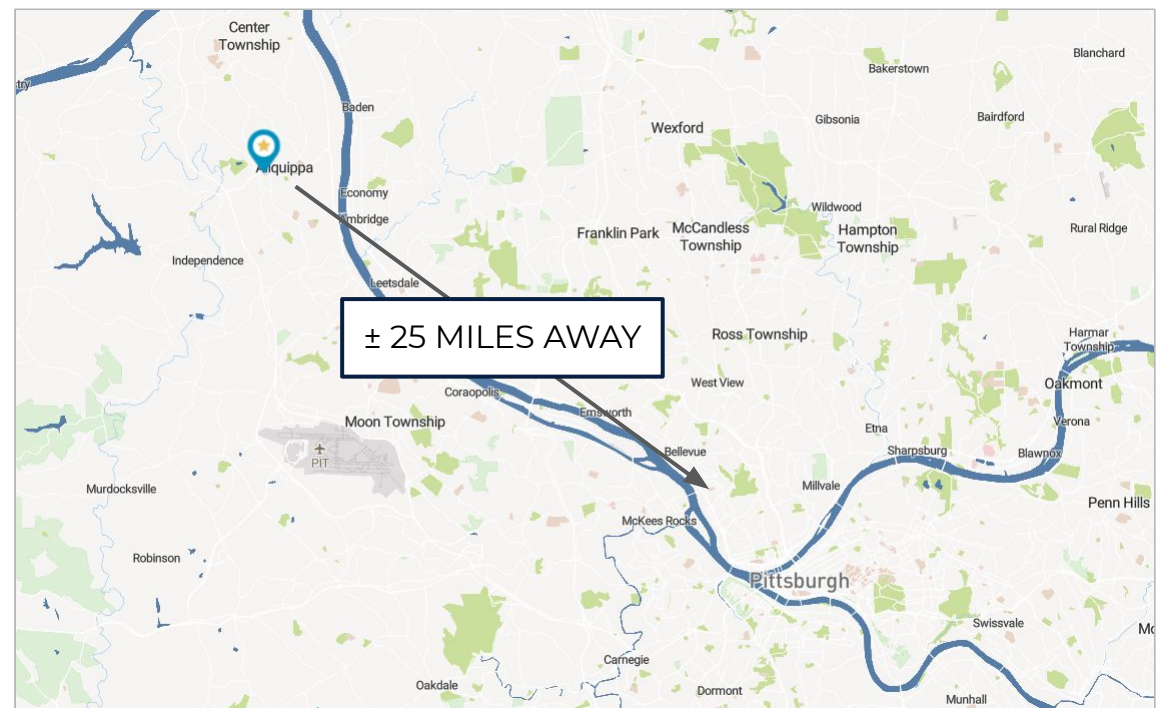 Center
Township
Blanchard
Bakerstown
try
Baden
Gibsonia
Bairdford
Wexford
Aliquippa
Economy
Wildwood
Ambridge
McCandless
Township
Hampton
Township
Rural Ridge
Franklin Park
Independence
Leetsdale
± 25 MILES AWAY
Ross Township
Harmar
Township
West View
Oakmont
Coraopolis
Emsworth
Moon Township
Verona
Etna
Bellevue
Sharpsburg
Blawnox
PIT
Murdocksville
Millvale
Penn Hills
McKees Rocks
Robinson
Pittsburgh
Swissvale
Mc
Carnegie
Oakdale
Dormont
Munhall